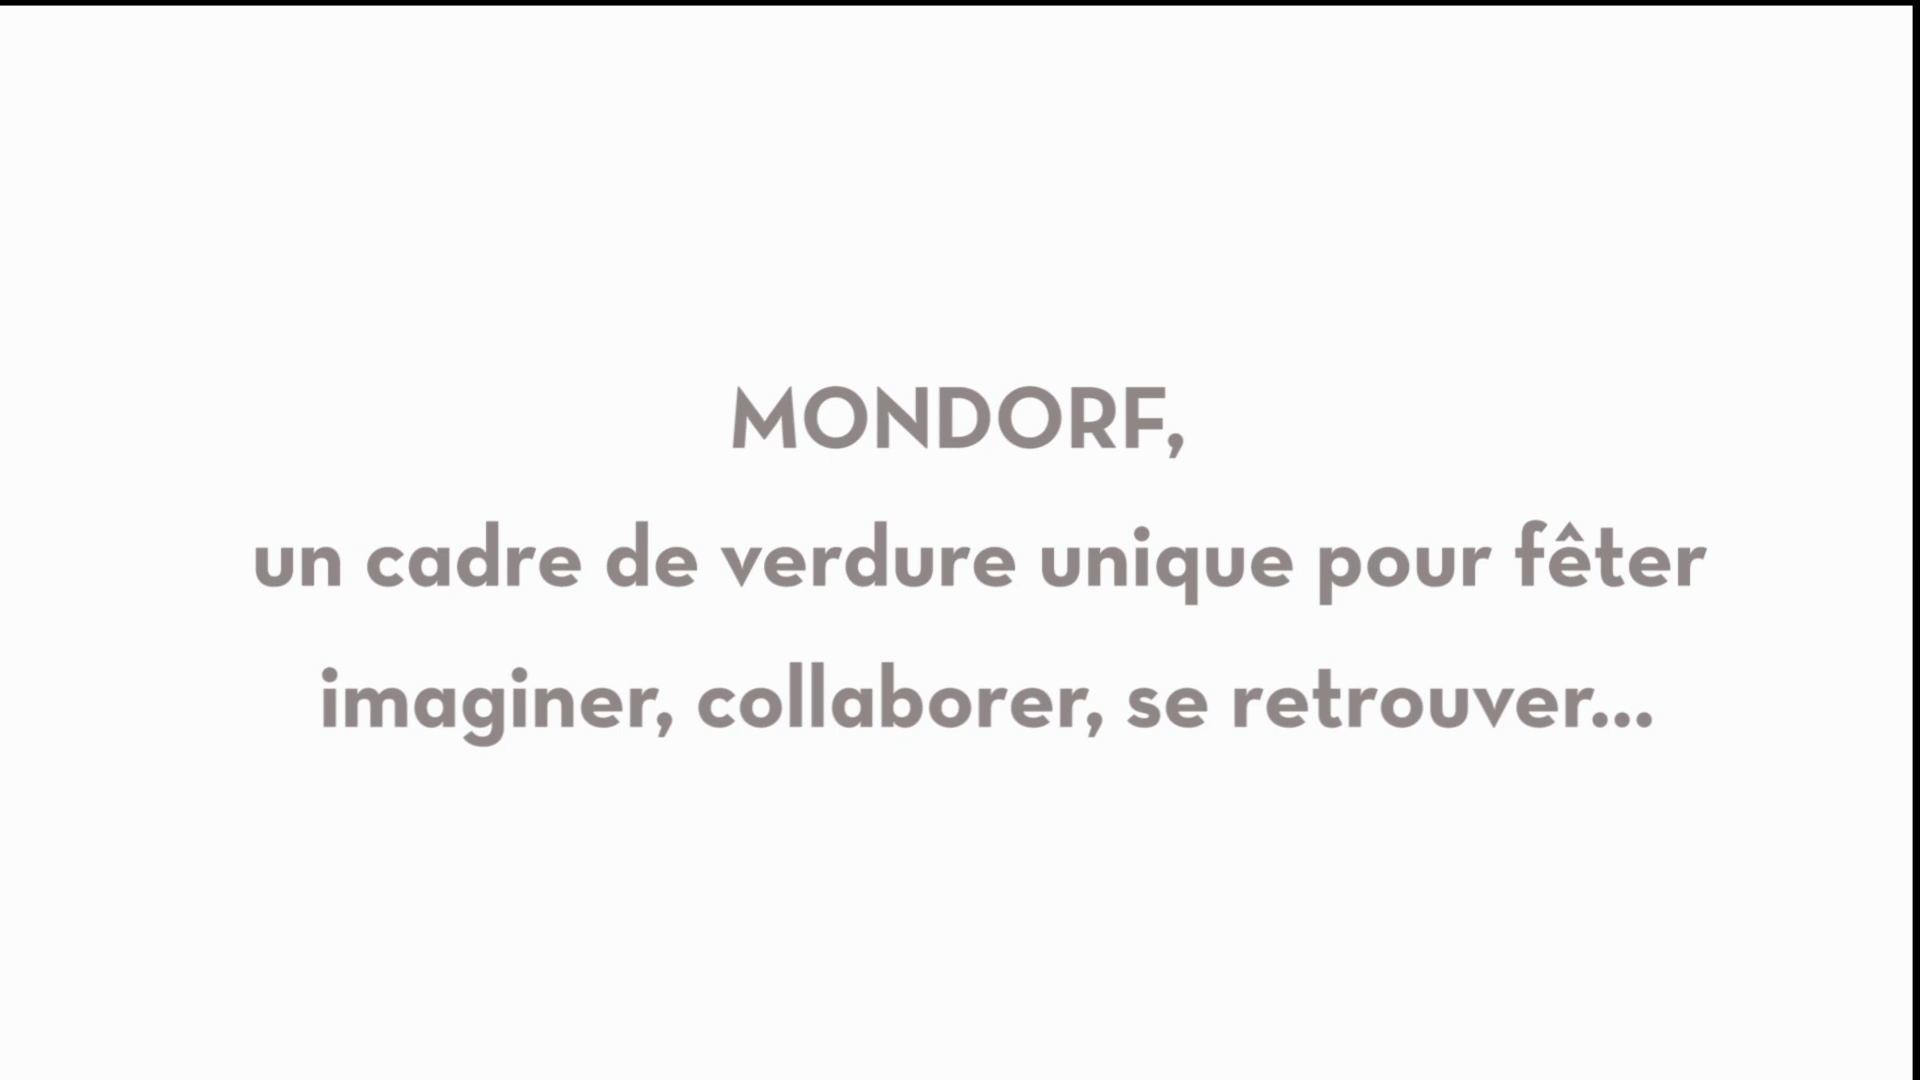 MONDORF,
un cadre de verdure unique pour fêter
imaginer, collaborer, se retrouver...